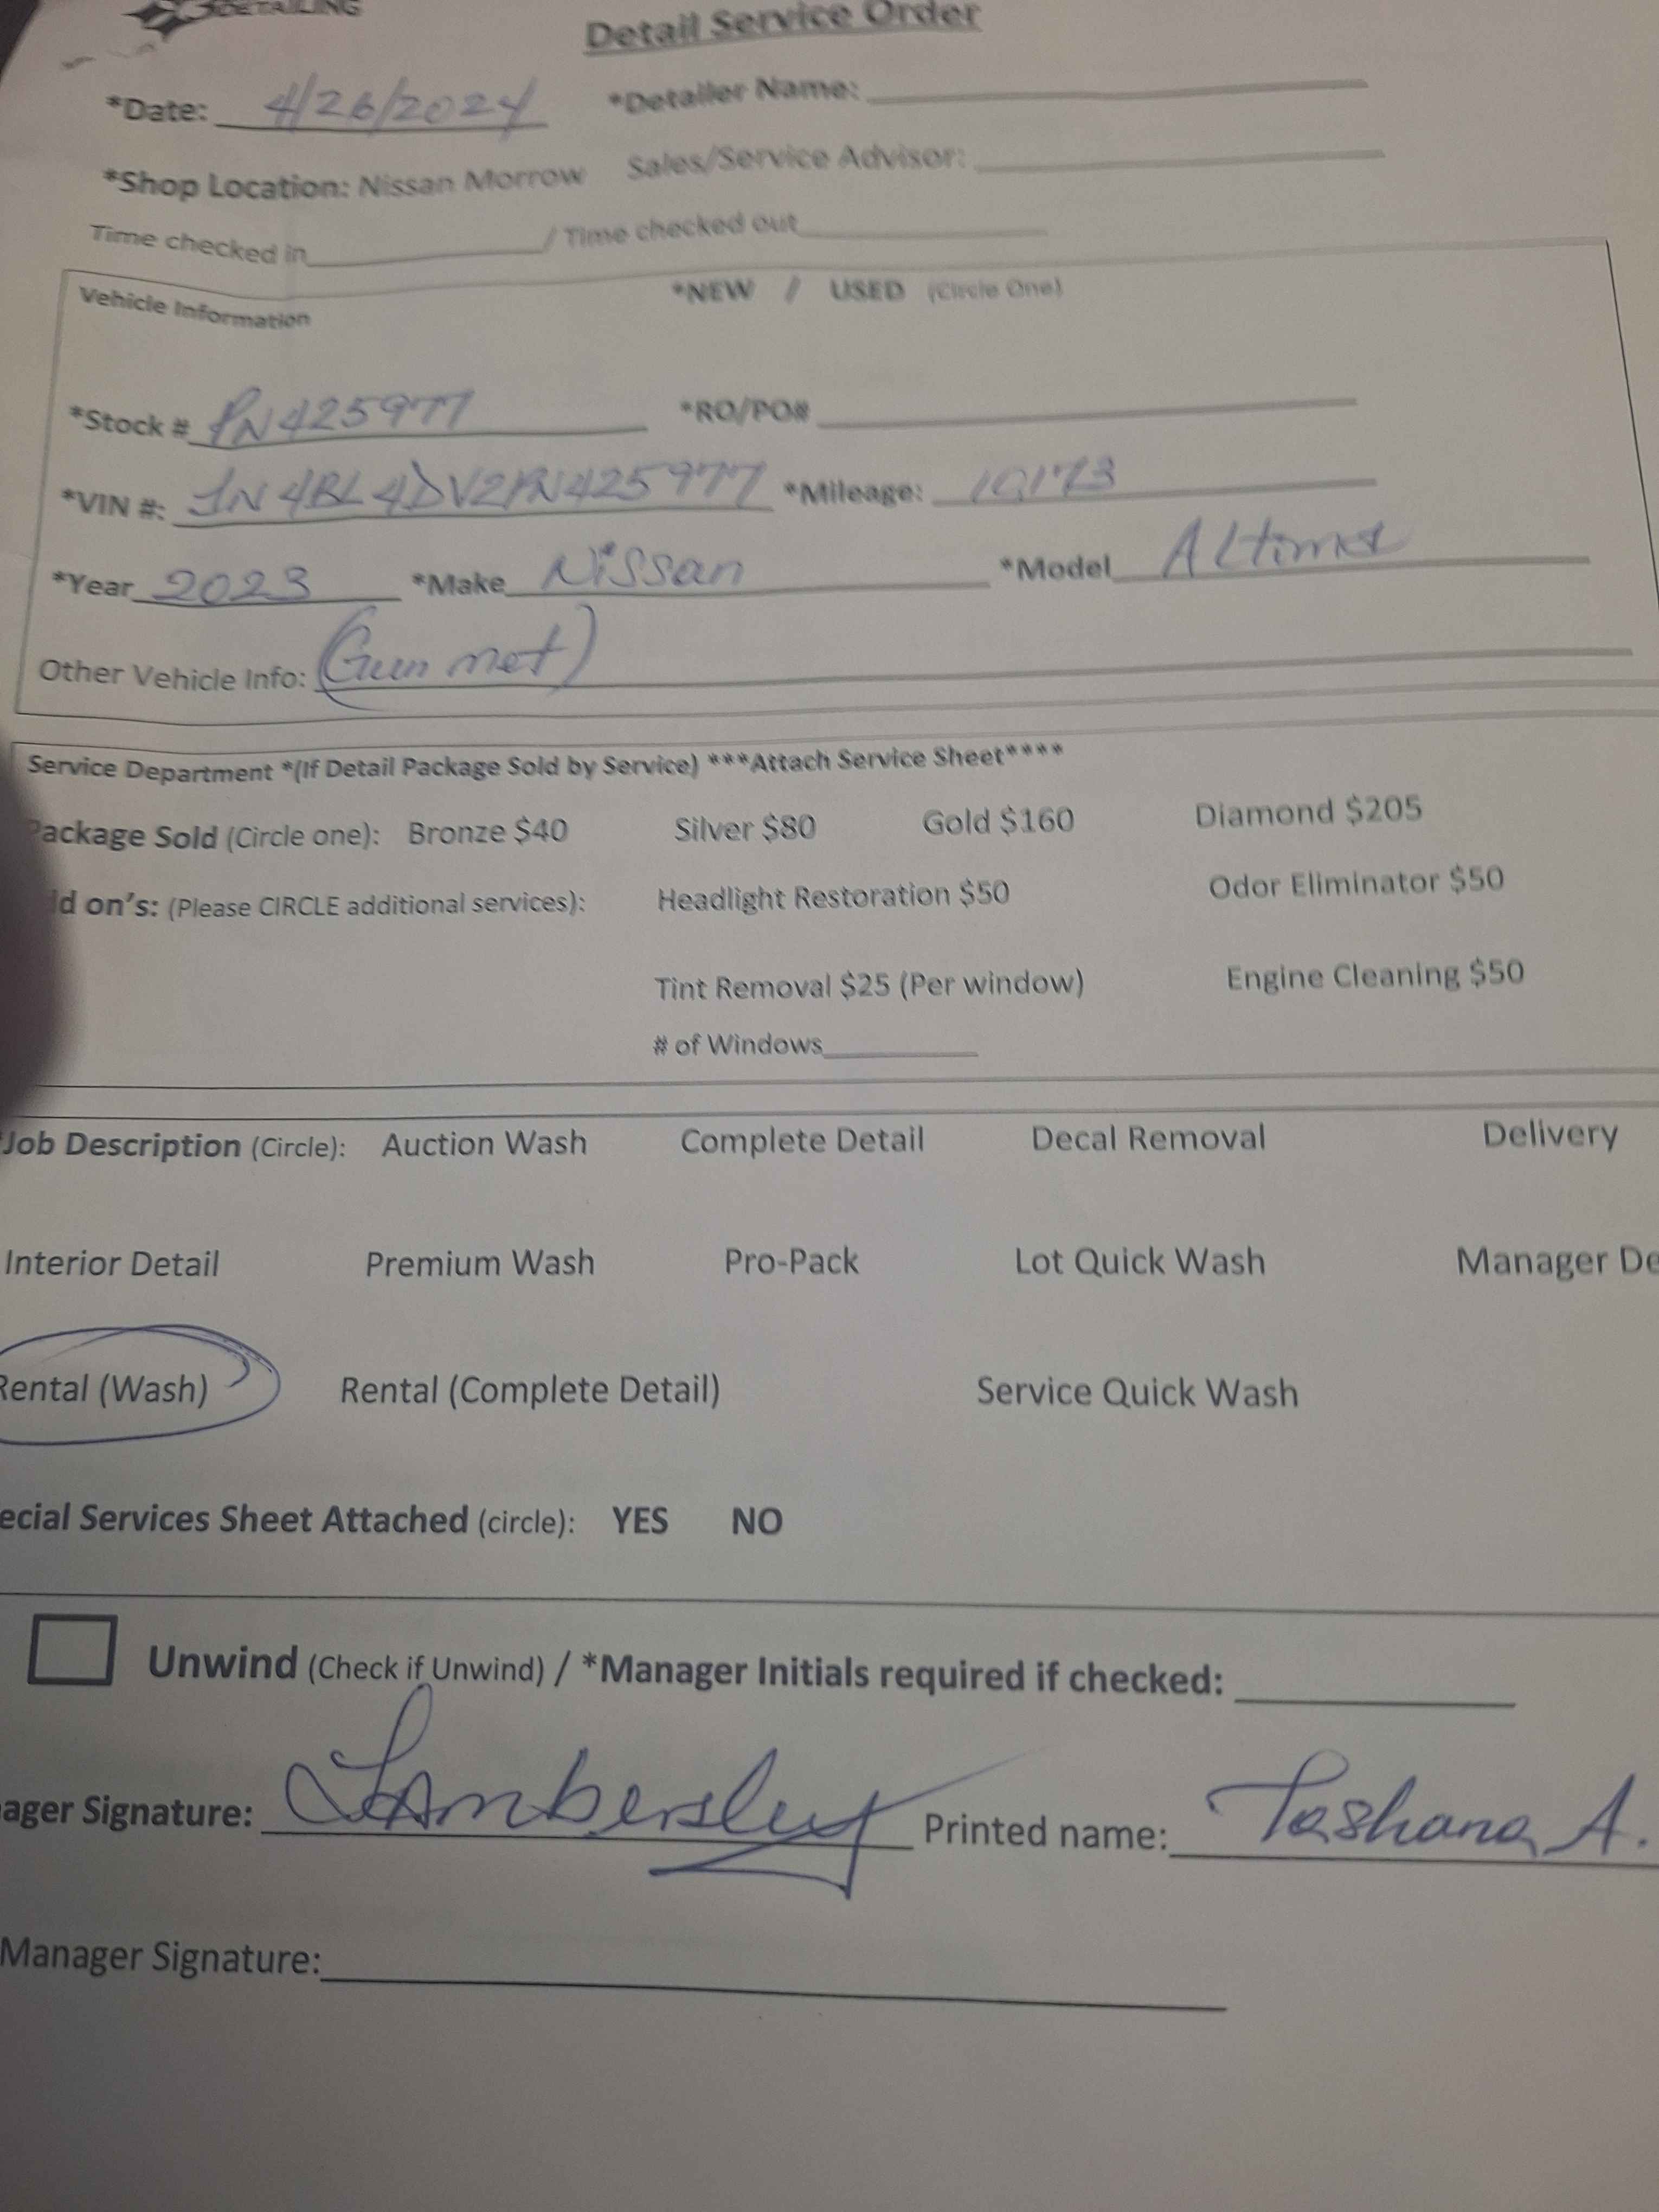 DETAILING
Detail Service Order
*Date: 4/26/2024 *Detailer Name:
*Shop Location: Nissan Morrow Sales/Service Advisor:
Time checked in / Time checked out
Vehicle Information *NEW / USED (Circle One)
*Stock # PN425977 *RO/PO#
*VIN #: 1N4BL4DV2PN425977 *Mileage: 10173
*Year 2023 *Make Nissan *Model Altima
Other Vehicle Info: (Gun met)
Service Department *(If Detail Package Sold by Service) ***Attach Service Sheet****
Package Sold (Circle one): Bronze $40 Silver $80 Gold $160 Diamond $205
d on's: (Please CIRCLE additional services): Headlight Restoration $50 Odor Eliminator $50
Tint Removal $25 (Per window) Engine Cleaning $50
# of Windows
Job Description (Circle): Auction Wash Complete Detail Decal Removal Delivery
Interior Detail Premium Wash Pro-Pack Lot Quick Wash Manager De
Rental (Wash) Rental (Complete Detail) Service Quick Wash
ecial Services Sheet Attached (circle): YES NO
Unwind (Check if Unwind) / *Manager Initials required if checked:
ager Signature: Printed name: Tashana A.
Manager Signature: